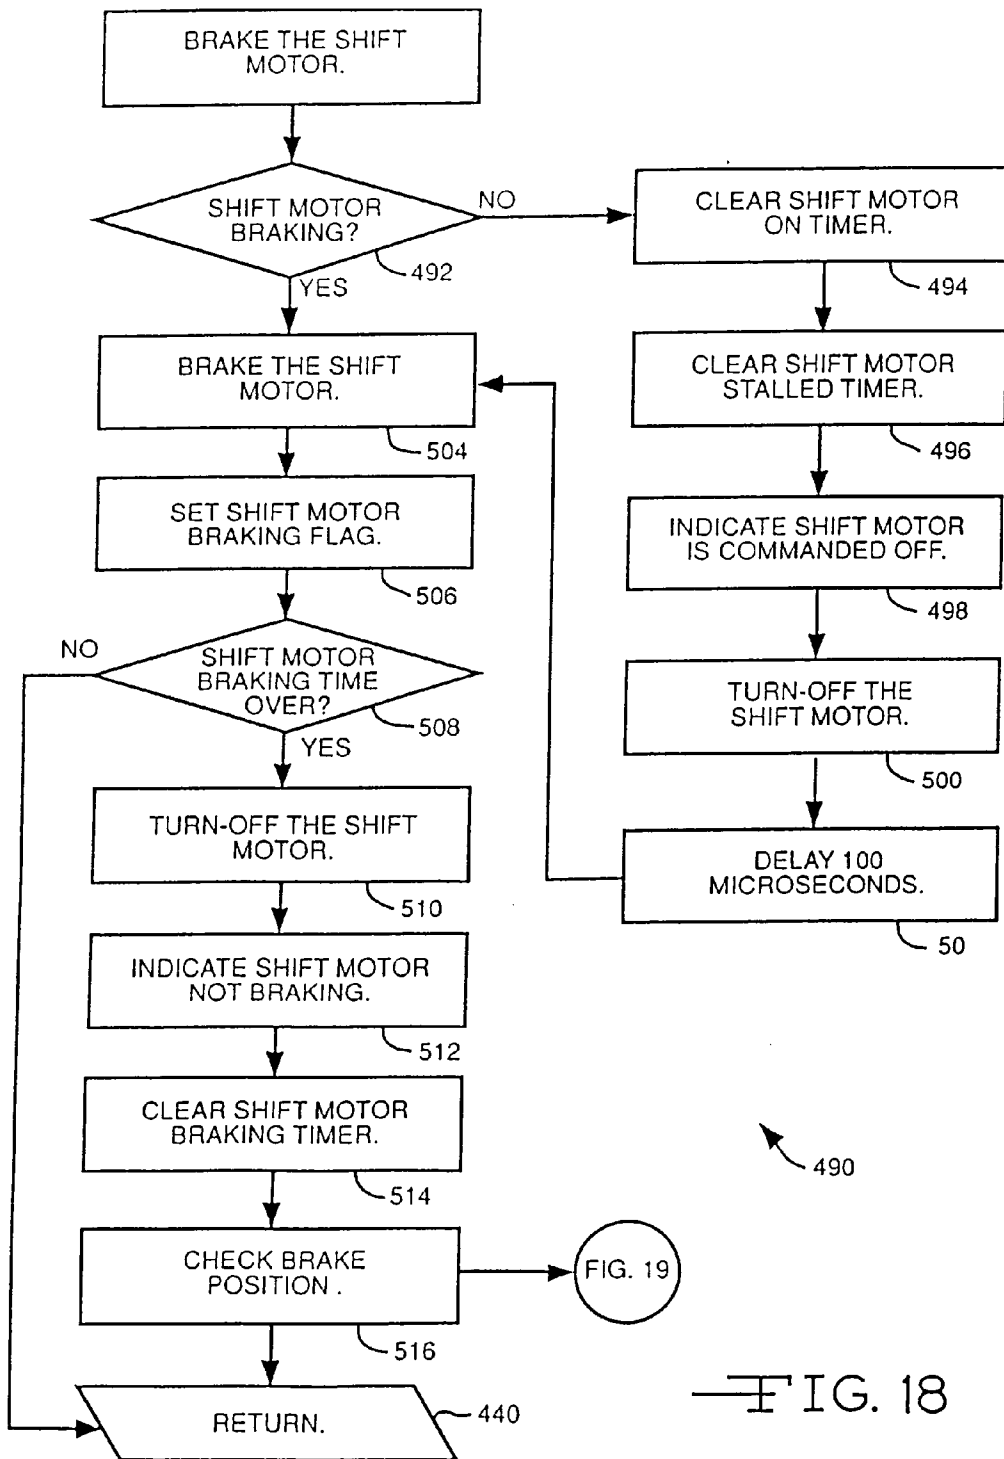 BRAKE THE SHIFT
MOTOR.
SHIFT MOTOR
BRAKING?
492
NO
YES
CLEAR SHIFT MOTOR
ON TIMER.
494
CLEAR SHIFT MOTOR
STALLED TIMER.
496
INDICATE SHIFT MOTOR
IS COMMANDED OFF.
498
TURN-OFF THE
SHIFT MOTOR.
500
DELAY 100
MICROSECONDS.
50
BRAKE THE SHIFT
MOTOR.
504
SET SHIFT MOTOR
BRAKING FLAG.
506
SHIFT MOTOR
BRAKING TIME
OVER?
508
NO
YES
TURN-OFF THE SHIFT
MOTOR.
510
INDICATE SHIFT MOTOR
NOT BRAKING.
512
CLEAR SHIFT MOTOR
BRAKING TIMER.
514
CHECK BRAKE
POSITION .
516
FIG. 19
RETURN.
440
490
FIG. 18